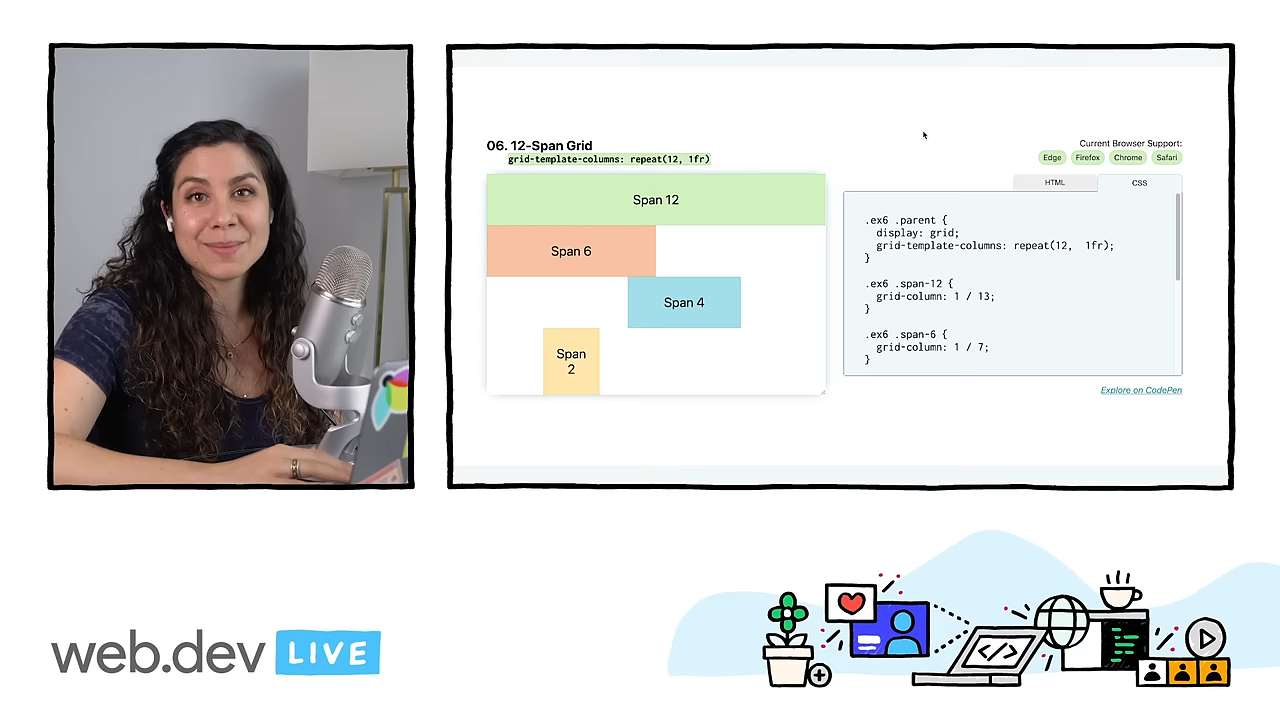 06. 12-Span Grid
grid-template-columns: repeat(12, 1fr)
Current Browser Support:
Edge Firefox Chrome Safari
Span 12
Span 6
Span 4
Span
2
HTML CSS
.ex6 .parent {
display: grid;
grid-template-columns: repeat(12, 1fr);
}
.ex6 .span-12 {
grid-column: 1 / 13;
}
.ex6 .span-6 {
grid-column: 1 / 7;
}
Explore on CodePen
web.dev LIVE
</>